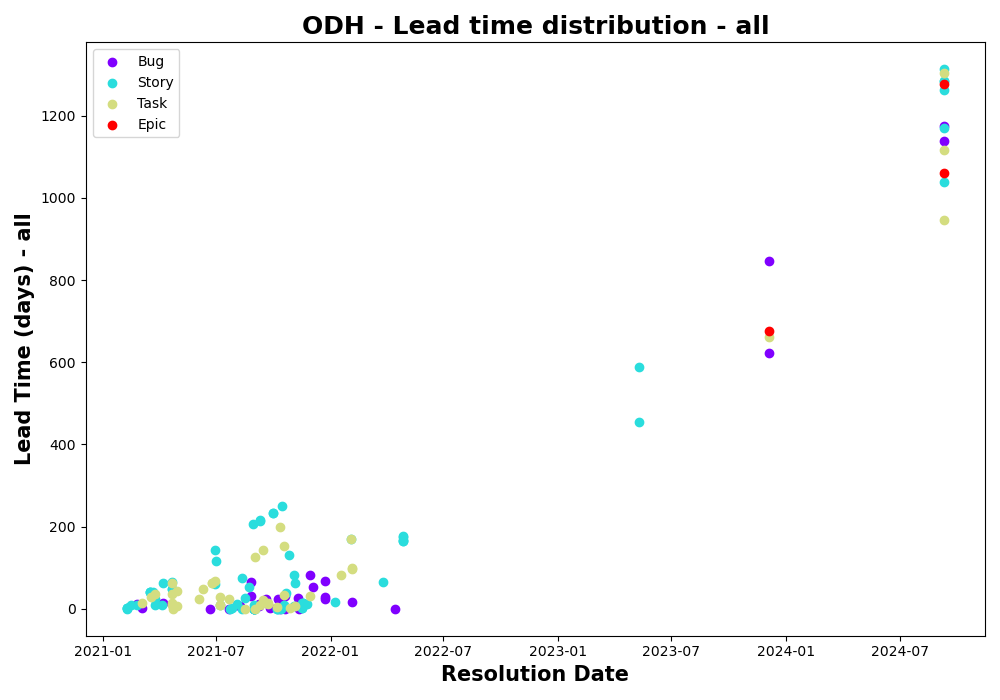 ODH - Lead time distribution - all
Bug
Story
Task
Epic
1200
1000
800
600
400
200
0
Lead Time (days) - all
2021-01
2021-07
2022-01
2022-07
2023-01
2023-07
2024-01
2024-07
Resolution Date